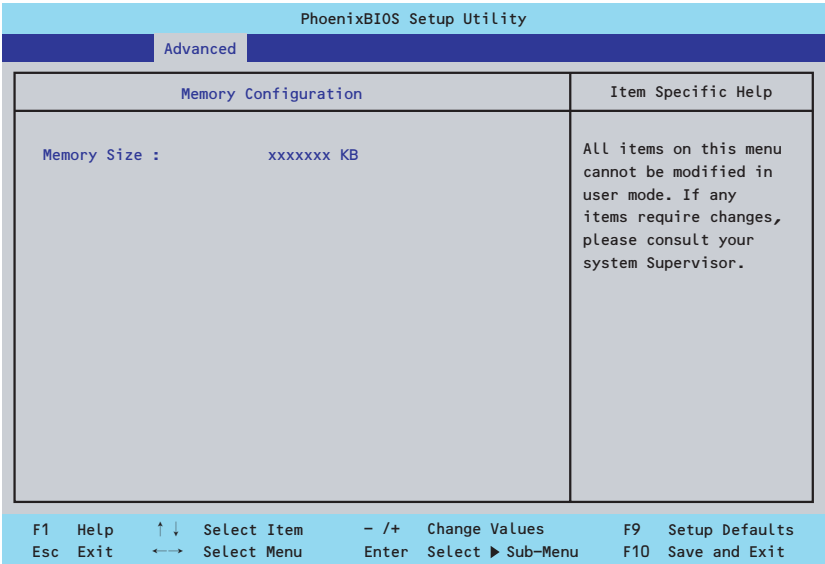 PhoenixBIOS Setup Utility
Advanced
Memory Configuration
Item Specific Help
Memory Size : xxxxxxx KB
All items on this menu
cannot be modified in
user mode. If any
items require changes,
please consult your
system Supervisor.
F1 Help ↑↓ Select Item – /+ Change Values F9 Setup Defaults
Esc Exit ←→ Select Menu Enter Select ▶ Sub-Menu F10 Save and Exit